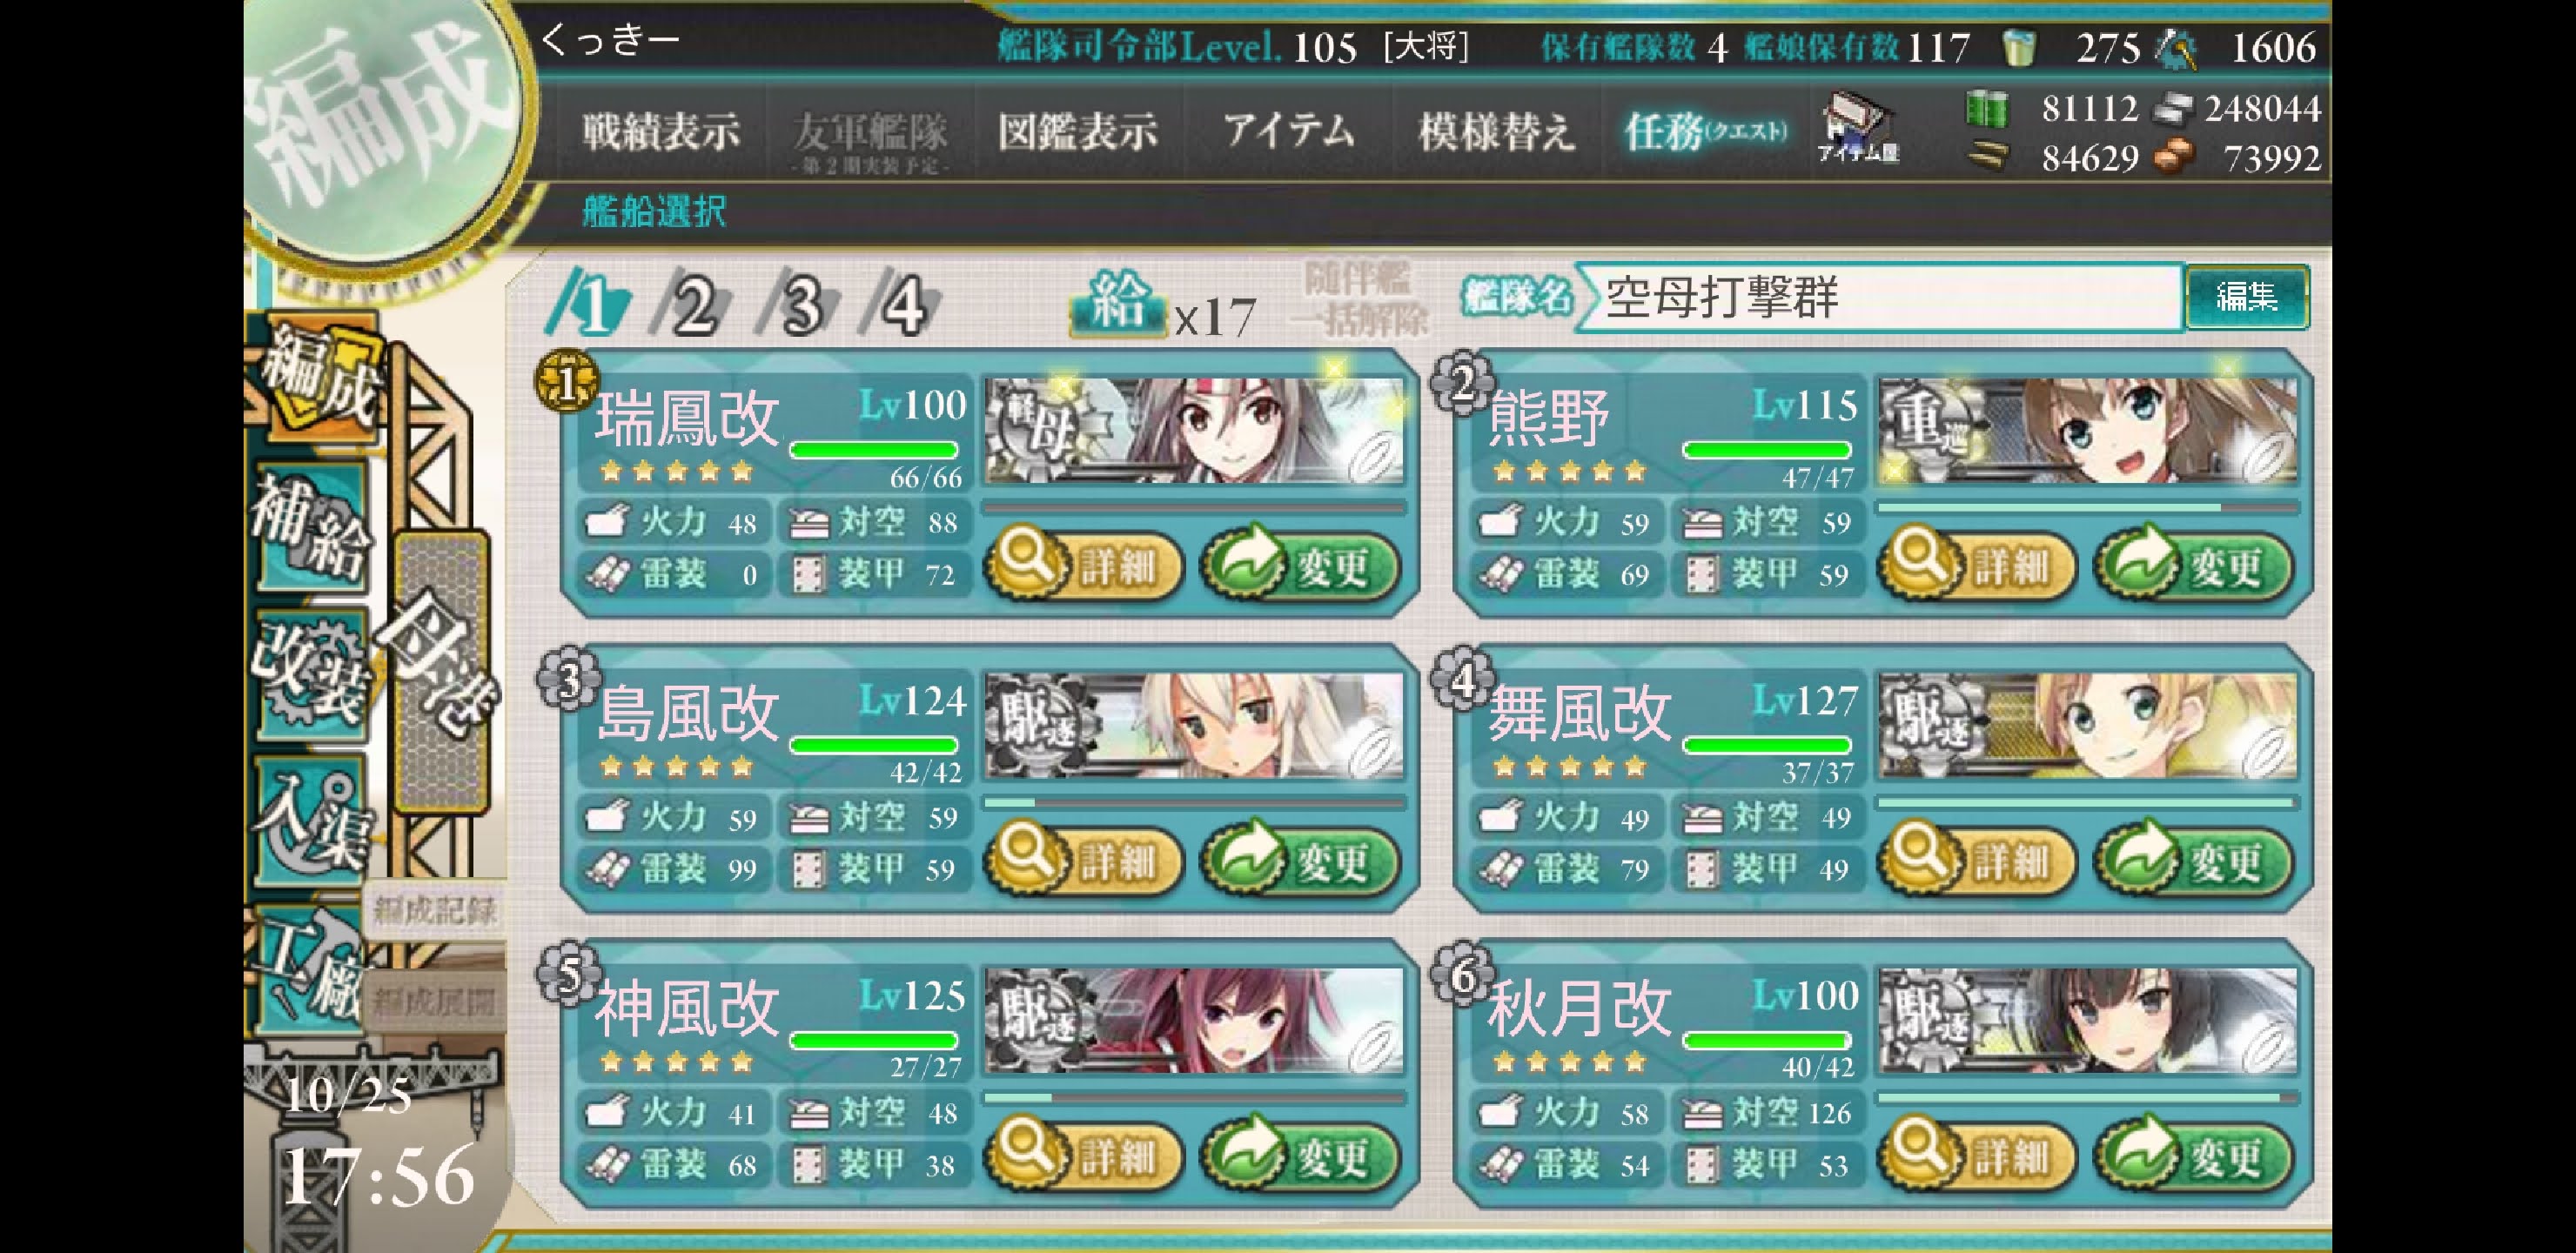 編成
くっきー 艦隊司令部Level. 105 [大将] 保有艦隊数 4 艦娘保有数 117 275 1606
戦績表示 友軍艦隊 図鑑表示 アイテム 模様替え 任務(クエスト) アイテム屋 81112 248044
-第2期実装予定- 84629 73992
艦船選択
1 2 3 4 給 x17 随伴艦一括解除 艦隊名 空母打撃群 編集
編成
補給
改装
入渠
工廠
母港
編成記録
編成展開
10/25
17:56
1 瑞鳳改 Lv100 軽母
66/66
火力 48 対空 88
雷装 0 装甲 72 詳細 変更
2 熊野 Lv115 重巡
47/47
火力 59 対空 59
雷装 69 装甲 59 詳細 変更
3 島風改 Lv124 駆逐
42/42
火力 59 対空 59
雷装 99 装甲 59 詳細 変更
4 舞風改 Lv127 駆逐
37/37
火力 49 対空 49
雷装 79 装甲 49 詳細 変更
5 神風改 Lv125 駆逐
27/27
火力 41 対空 48
雷装 68 装甲 38 詳細 変更
6 秋月改 Lv100 駆逐
40/42
火力 58 対空 126
雷装 54 装甲 53 詳細 変更